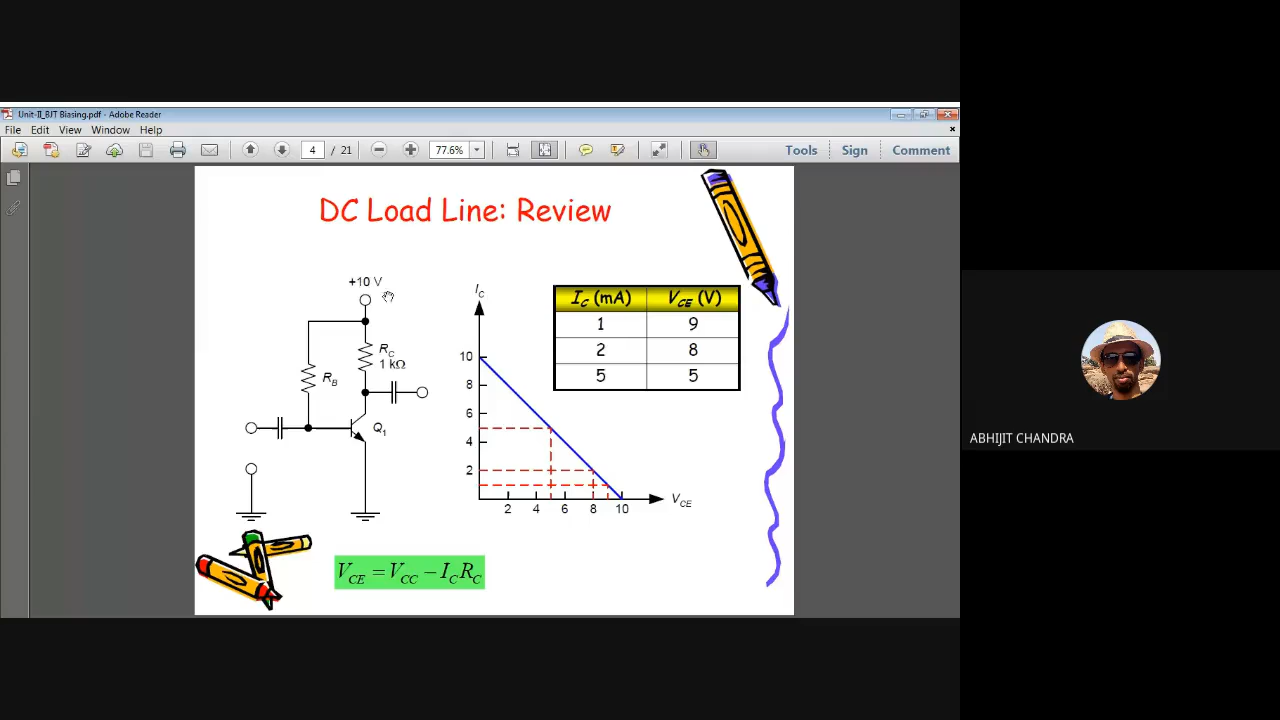 Unit-II_BJT Biasing.pdf - Adobe Reader
File Edit View Window Help
4 / 21 77.6% Tools Sign Comment
DC Load Line: Review
+10 V
RC
1 kΩ
RB
Q1
IC
10
8
6
4
2
2 4 6 8 10
VCE
IC (mA) VCE (V)
1 9
2 8
5 5
VCE = VCC − ICRC
ABHIJIT CHANDRA